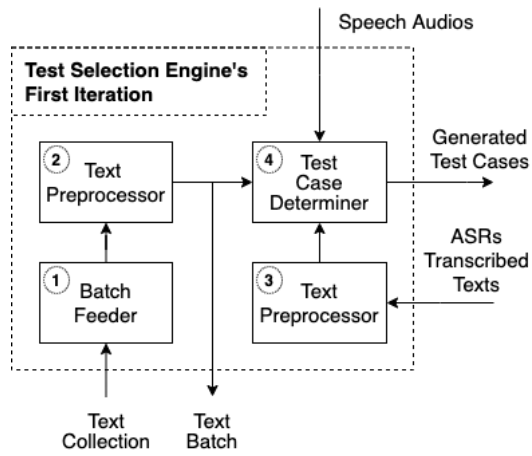 Speech Audios
Test Selection Engine's
First Iteration
2
Text
Preprocessor
4
Test
Case
Determiner
Generated
Test Cases
1
Batch
Feeder
3
Text
Preprocessor
ASRs
Transcribed
Texts
Text
Collection
Text
Batch